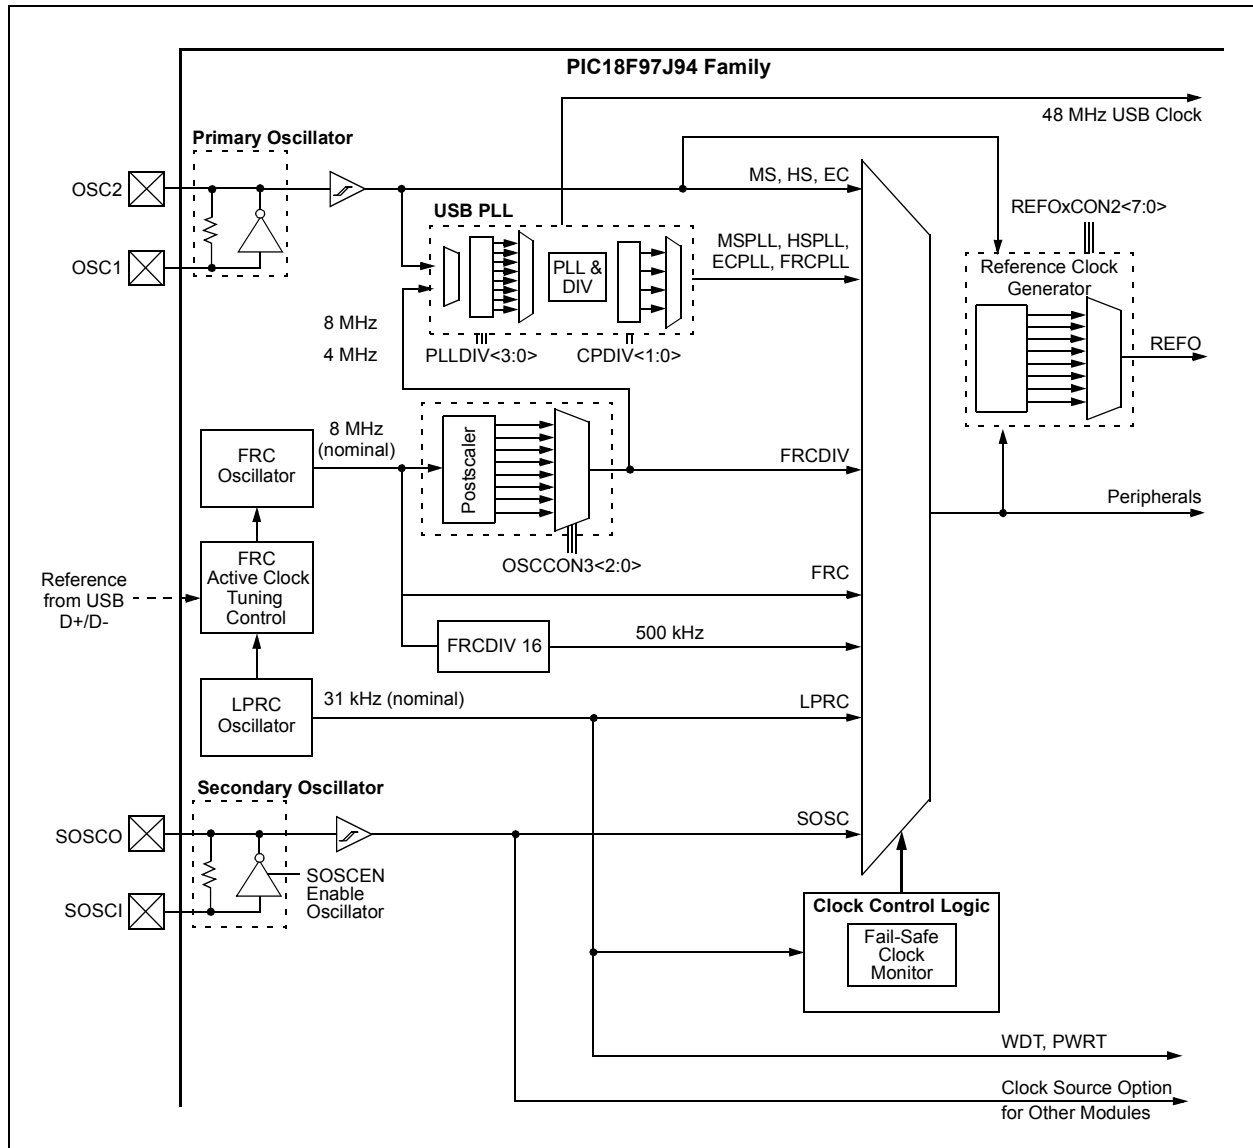 PIC18F97J94 Family
48 MHz USB Clock
Primary Oscillator
OSC2
OSC1
MS, HS, EC
USB PLL
REFOxCON2<7:0>
MSPLL, HSPLL,
ECPLL, FRCPLL
PLL &
DIV
Reference Clock
Generator
8 MHz
4 MHz
PLLDIV<3:0>
CPDIV<1:0>
REFO
8 MHz
(nominal)
FRC
Oscillator
Postscaler
FRCDIV
Peripherals
OSCCON3<2:0>
FRC
Active Clock
Tuning
Control
Reference
from USB
D+/D-
FRC
FRCDIV 16
500 kHz
LPRC
Oscillator
31 kHz (nominal)
LPRC
Secondary Oscillator
SOSCO
SOSCI
SOSC
SOSCEN
Enable
Oscillator
Clock Control Logic
Fail-Safe
Clock
Monitor
WDT, PWRT
Clock Source Option
for Other Modules